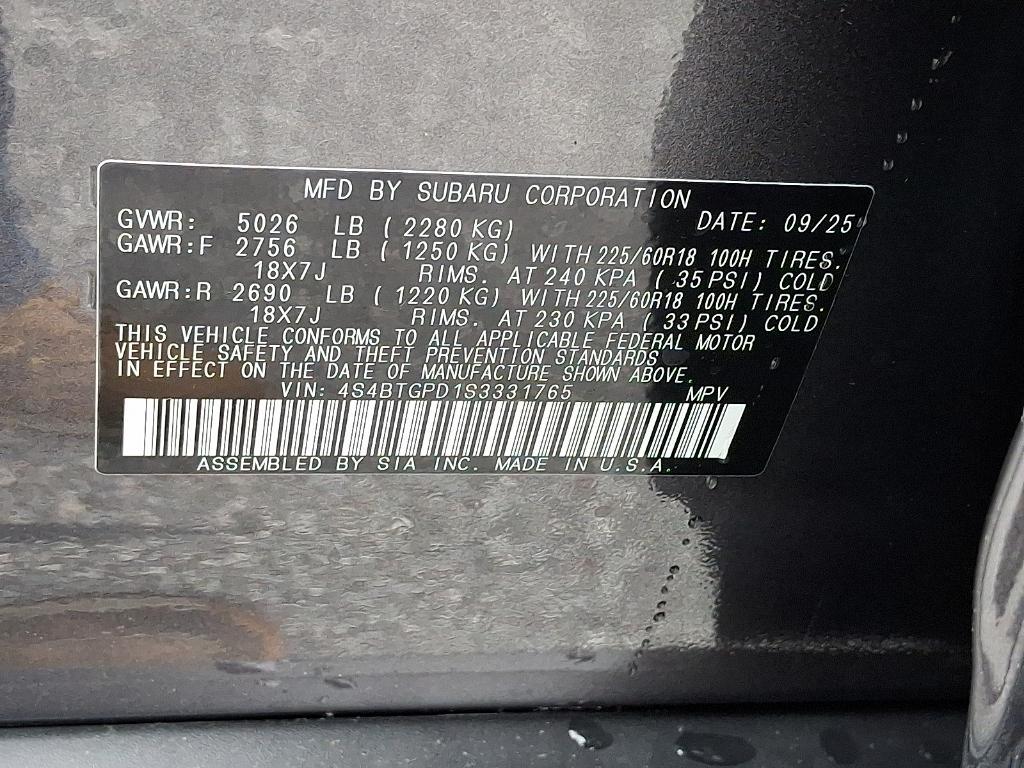 MFD BY SUBARU CORPORATION
GVWR: 5026 LB ( 2280 KG) DATE: 09/25
GAWR:F 2756 LB ( 1250 KG) WITH 225/60R18 100H TIRES.
18X7J RIMS. AT 240 KPA ( 35 PSI) COLD
GAWR:R 2690 LB ( 1220 KG) WITH 225/60R18 100H TIRES.
18X7J RIMS. AT 230 KPA ( 33 PSI) COLD
THIS VEHICLE CONFORMS TO ALL APPLICABLE FEDERAL MOTOR
VEHICLE SAFETY AND THEFT PREVENTION STANDARDS
IN EFFECT ON THE DATE OF MANUFACTURE SHOWN ABOVE.
VIN: 4S4BTGPD1S3331765 MPV
ASSEMBLED BY SIA INC. MADE IN U.S.A.